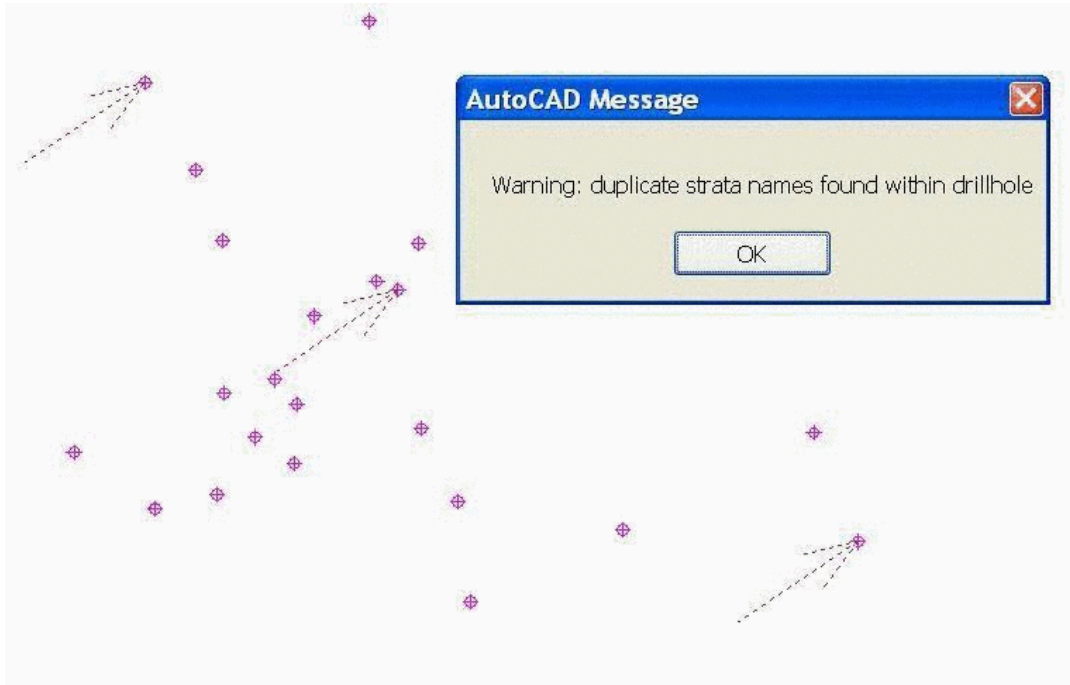 AutoCAD Message
Warning: duplicate strata names found within drillhole
OK